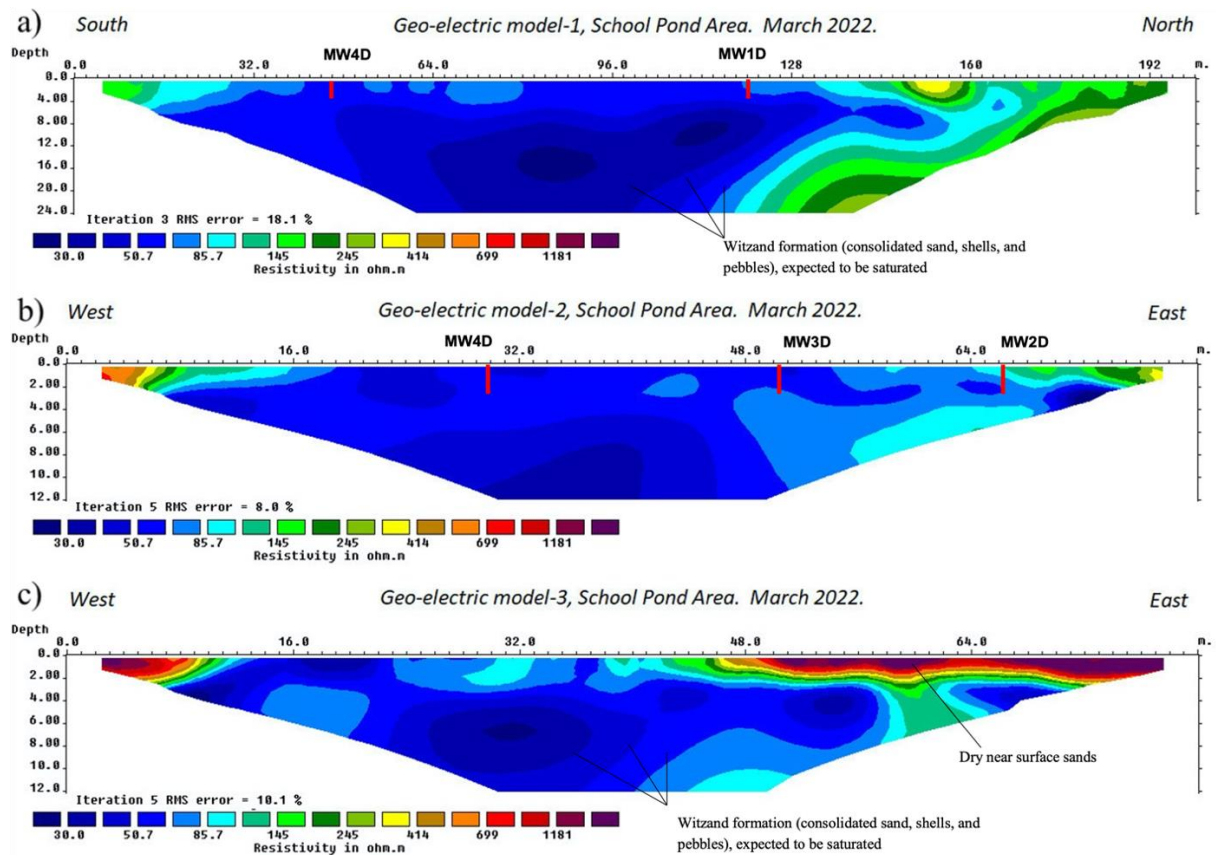 a)
South
Geo-electric model-1, School Pond Area.  March 2022.
North
MW4D
MW1D
Depth
0.0 32.0 64.0 96.0 128 160 192 m.
0.0
4.00
8.00
12.0
16.0
20.0
24.0
Iteration 3 RMS error = 18.1 %
30.0 50.7 85.7 145 245 414 699 1181
Resistivity in ohm.m
Witzand formation (consolidated sand, shells, and
pebbles), expected to be saturated
b)
West
Geo-electric model-2, School Pond Area.  March 2022.
East
MW4D
MW3D
MW2D
Depth
0.0 16.0 32.0 48.0 64.0 m.
0.0
2.00
4.00
6.00
8.00
10.0
12.0
Iteration 5 RMS error = 8.0 %
30.0 50.7 85.7 145 245 414 699 1181
Resistivity in ohm.m
c)
West
Geo-electric model-3, School Pond Area.  March 2022.
East
Depth
0.0 16.0 32.0 48.0 64.0 m.
0.0
2.00
4.00
6.00
8.00
10.0
12.0
Dry near surface sands
Iteration 5 RMS error = 10.1 %
30.0 50.7 85.7 145 245 414 699 1181
Resistivity in ohm.m
Witzand formation (consolidated sand, shells, and
pebbles), expected to be saturated